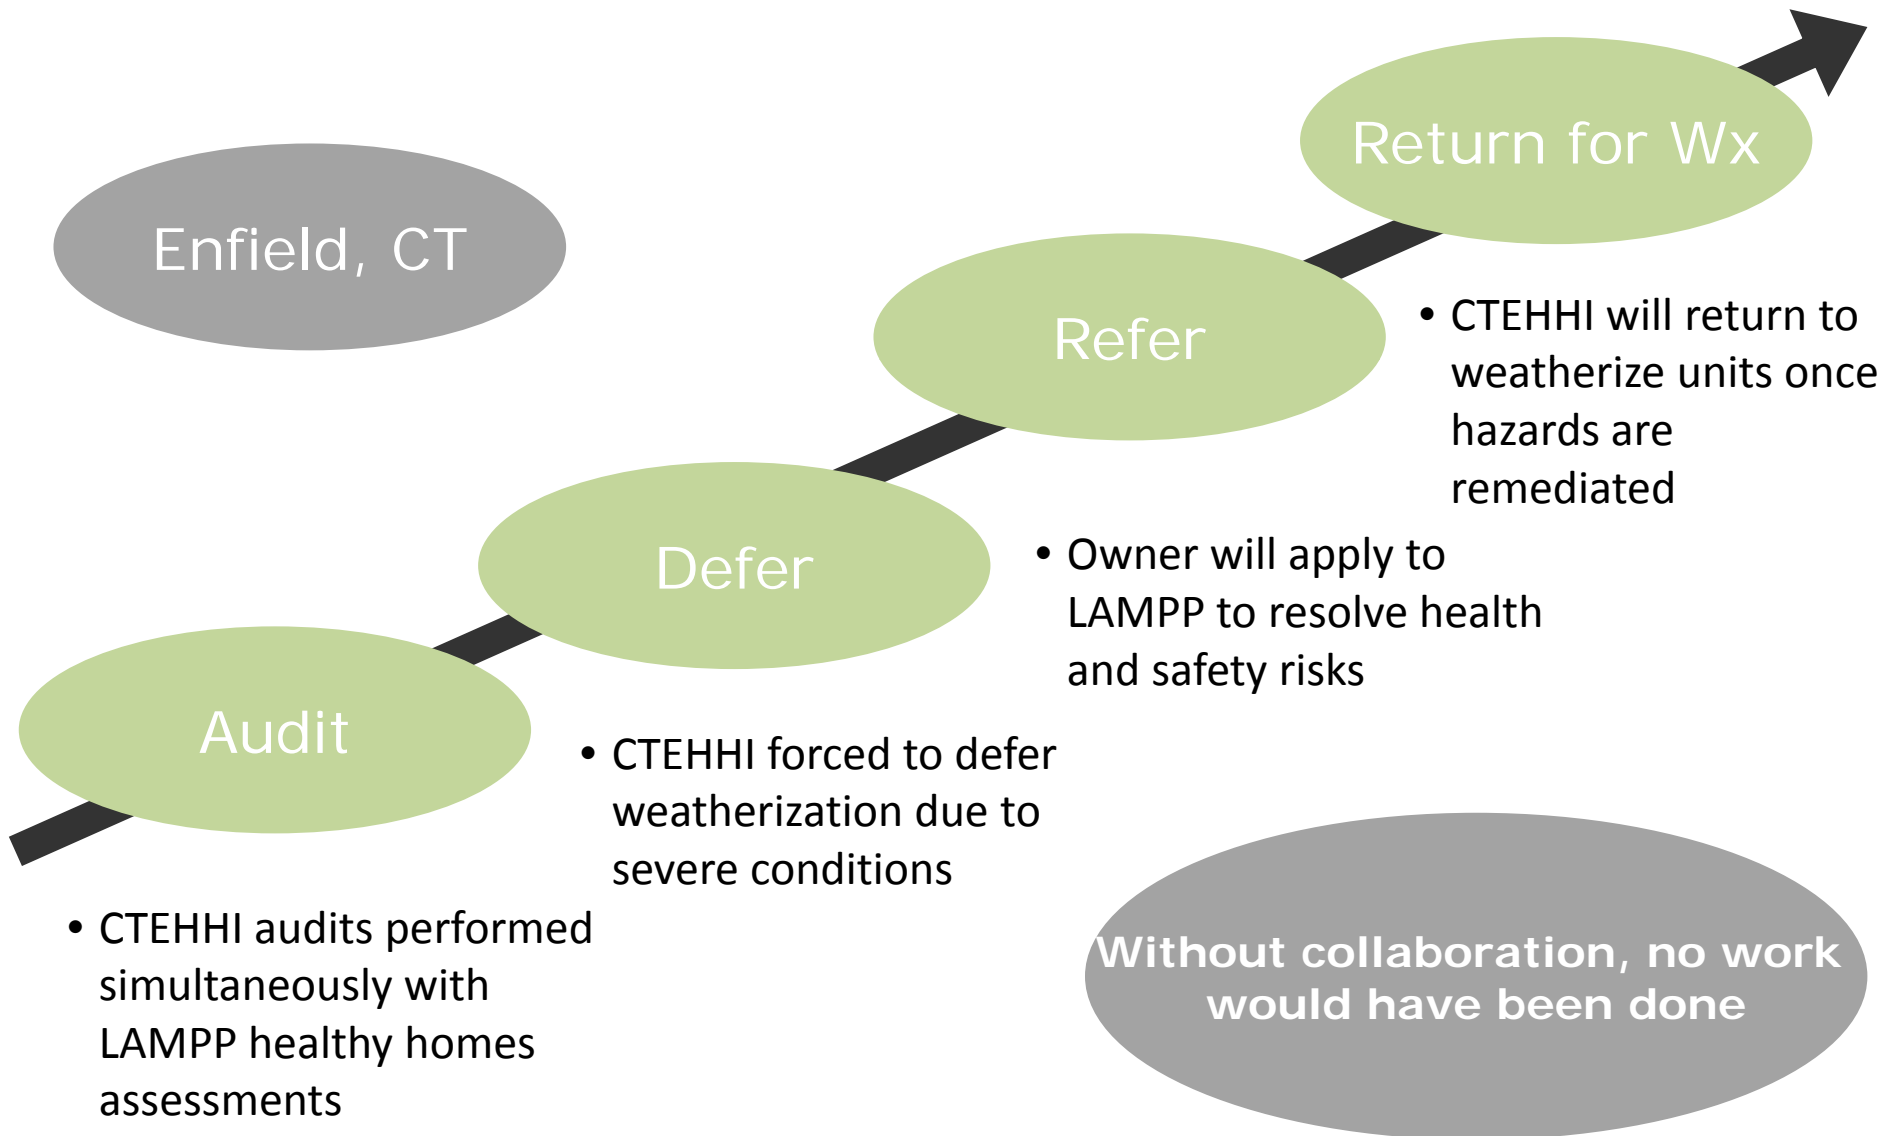 Return for Wx
Enfield, CT
Refer
• CTEHHI will return to
weatherize units once
hazards are
remediated
Defer
• Owner will apply to
LAMPP to resolve health
and safety risks
Audit
• CTEHHI forced to defer
weatherization due to
severe conditions
• CTEHHI audits performed
simultaneously with
LAMPP healthy homes
assessments
Without collaboration, no work
would have been done